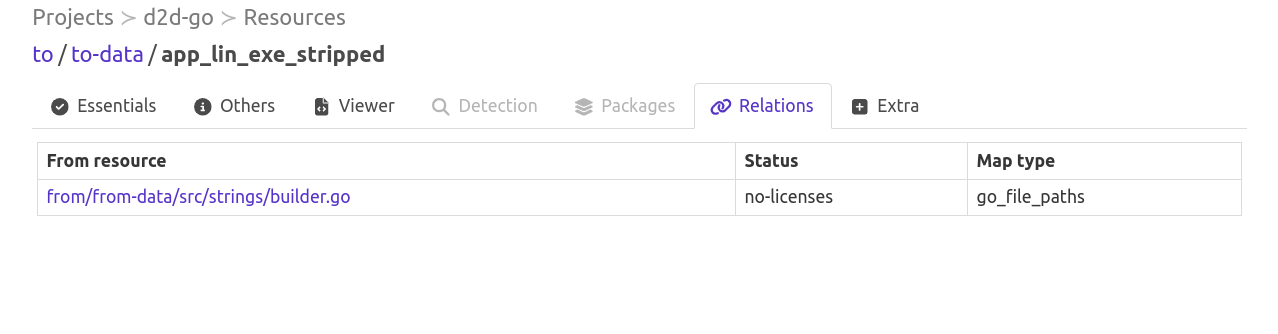 Projects ≻ d2d-go ≻ Resources
to / to-data / app_lin_exe_stripped
Essentials Others Viewer Detection Packages Relations Extra
From resource Status Map type
from/from-data/src/strings/builder.go no-licenses go_file_paths